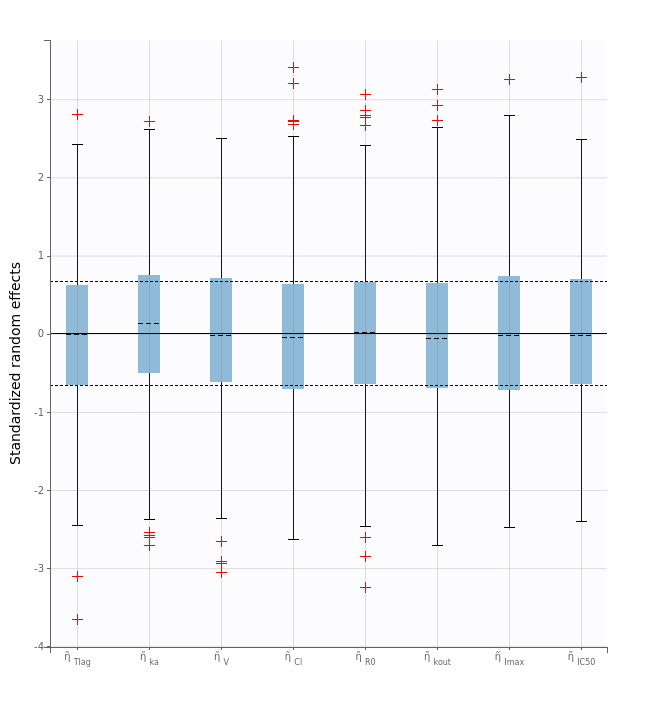 Standardized random effects
3
2
1
0
-1
-2
-3
-4
η̃ Tlag
η̃ ka
η̃ V
η̃ Cl
η̃ R0
η̃ kout
η̃ Imax
η̃ IC50